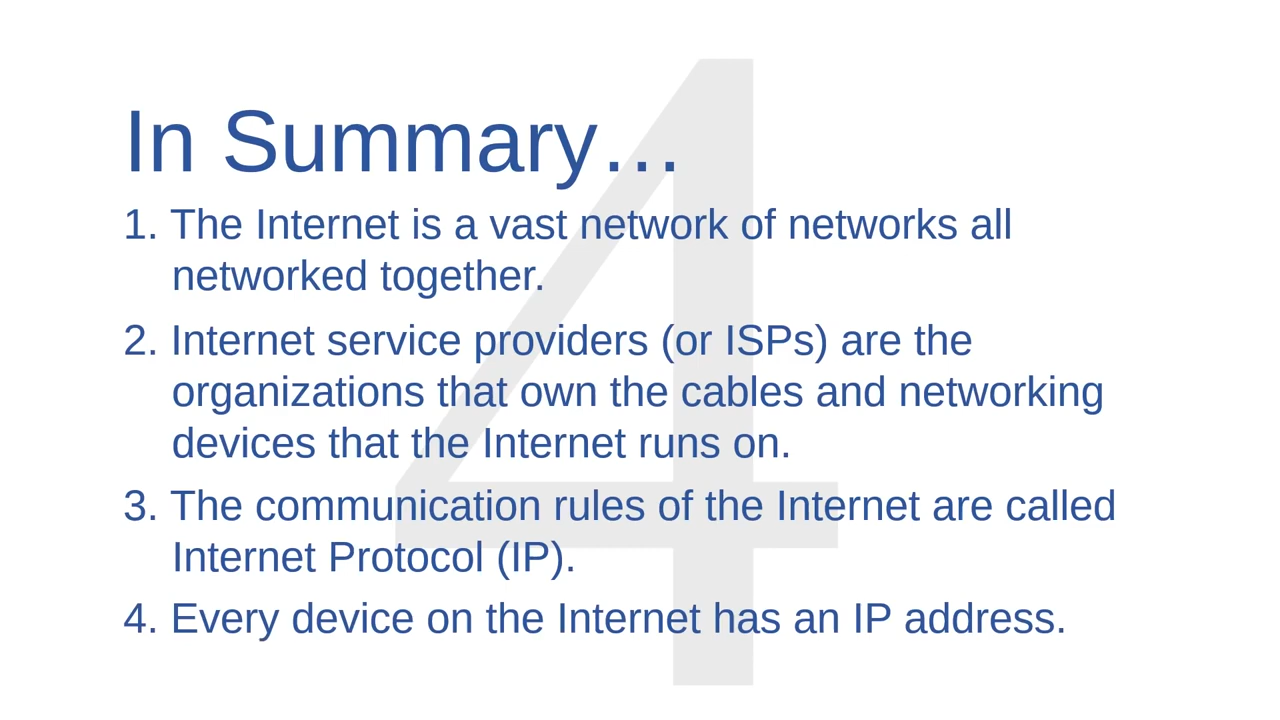 4
In Summary…
1. The Internet is a vast network of networks all
networked together.
2. Internet service providers (or ISPs) are the
organizations that own the cables and networking
devices that the Internet runs on.
3. The communication rules of the Internet are called
Internet Protocol (IP).
4. Every device on the Internet has an IP address.